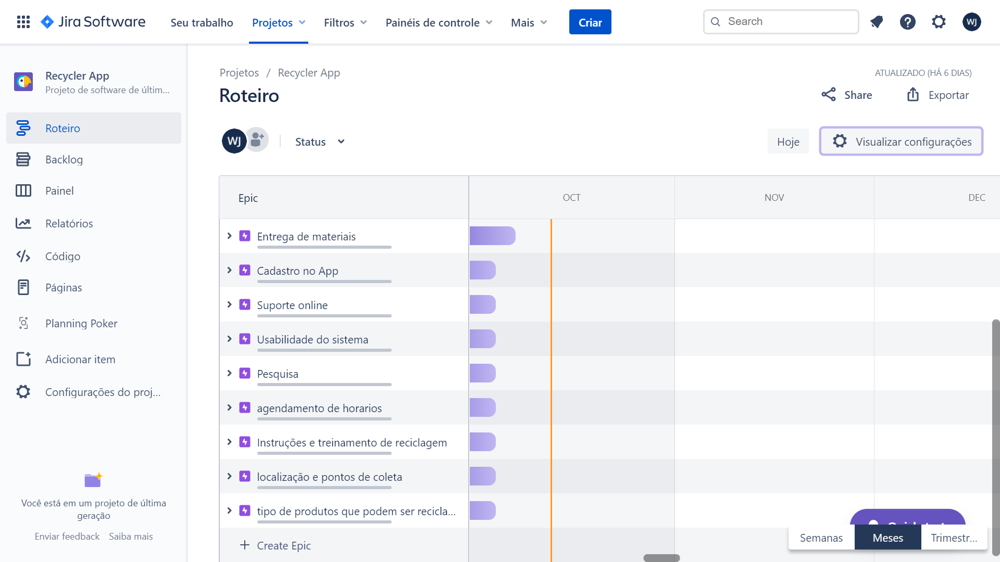 Jira Software
Seu trabalho
Projetos
Filtros
Painéis de controle
Mais
Criar
Search
WJ
Recycler App
Projeto de software de últim...
Roteiro
Backlog
Painel
Relatórios
Código
Páginas
Planning Poker
Adicionar item
Configurações do proj...
Você está em um projeto de última
geração
Enviar feedback Saiba mais
Projetos / Recycler App
ATUALIZADO (HÁ 6 DIAS)
Roteiro
Share
Exportar
WJ
Status
Hoje
Visualizar configurações
Epic
OCT
NOV
DEC
Entrega de materiais
Cadastro no App
Suporte online
Usabilidade do sistema
Pesquisa
agendamento de horarios
Instruções e treinamento de reciclagem
localização e pontos de coleta
tipo de produtos que podem ser recicla...
Create Epic
Semanas
Meses
Trimestr...